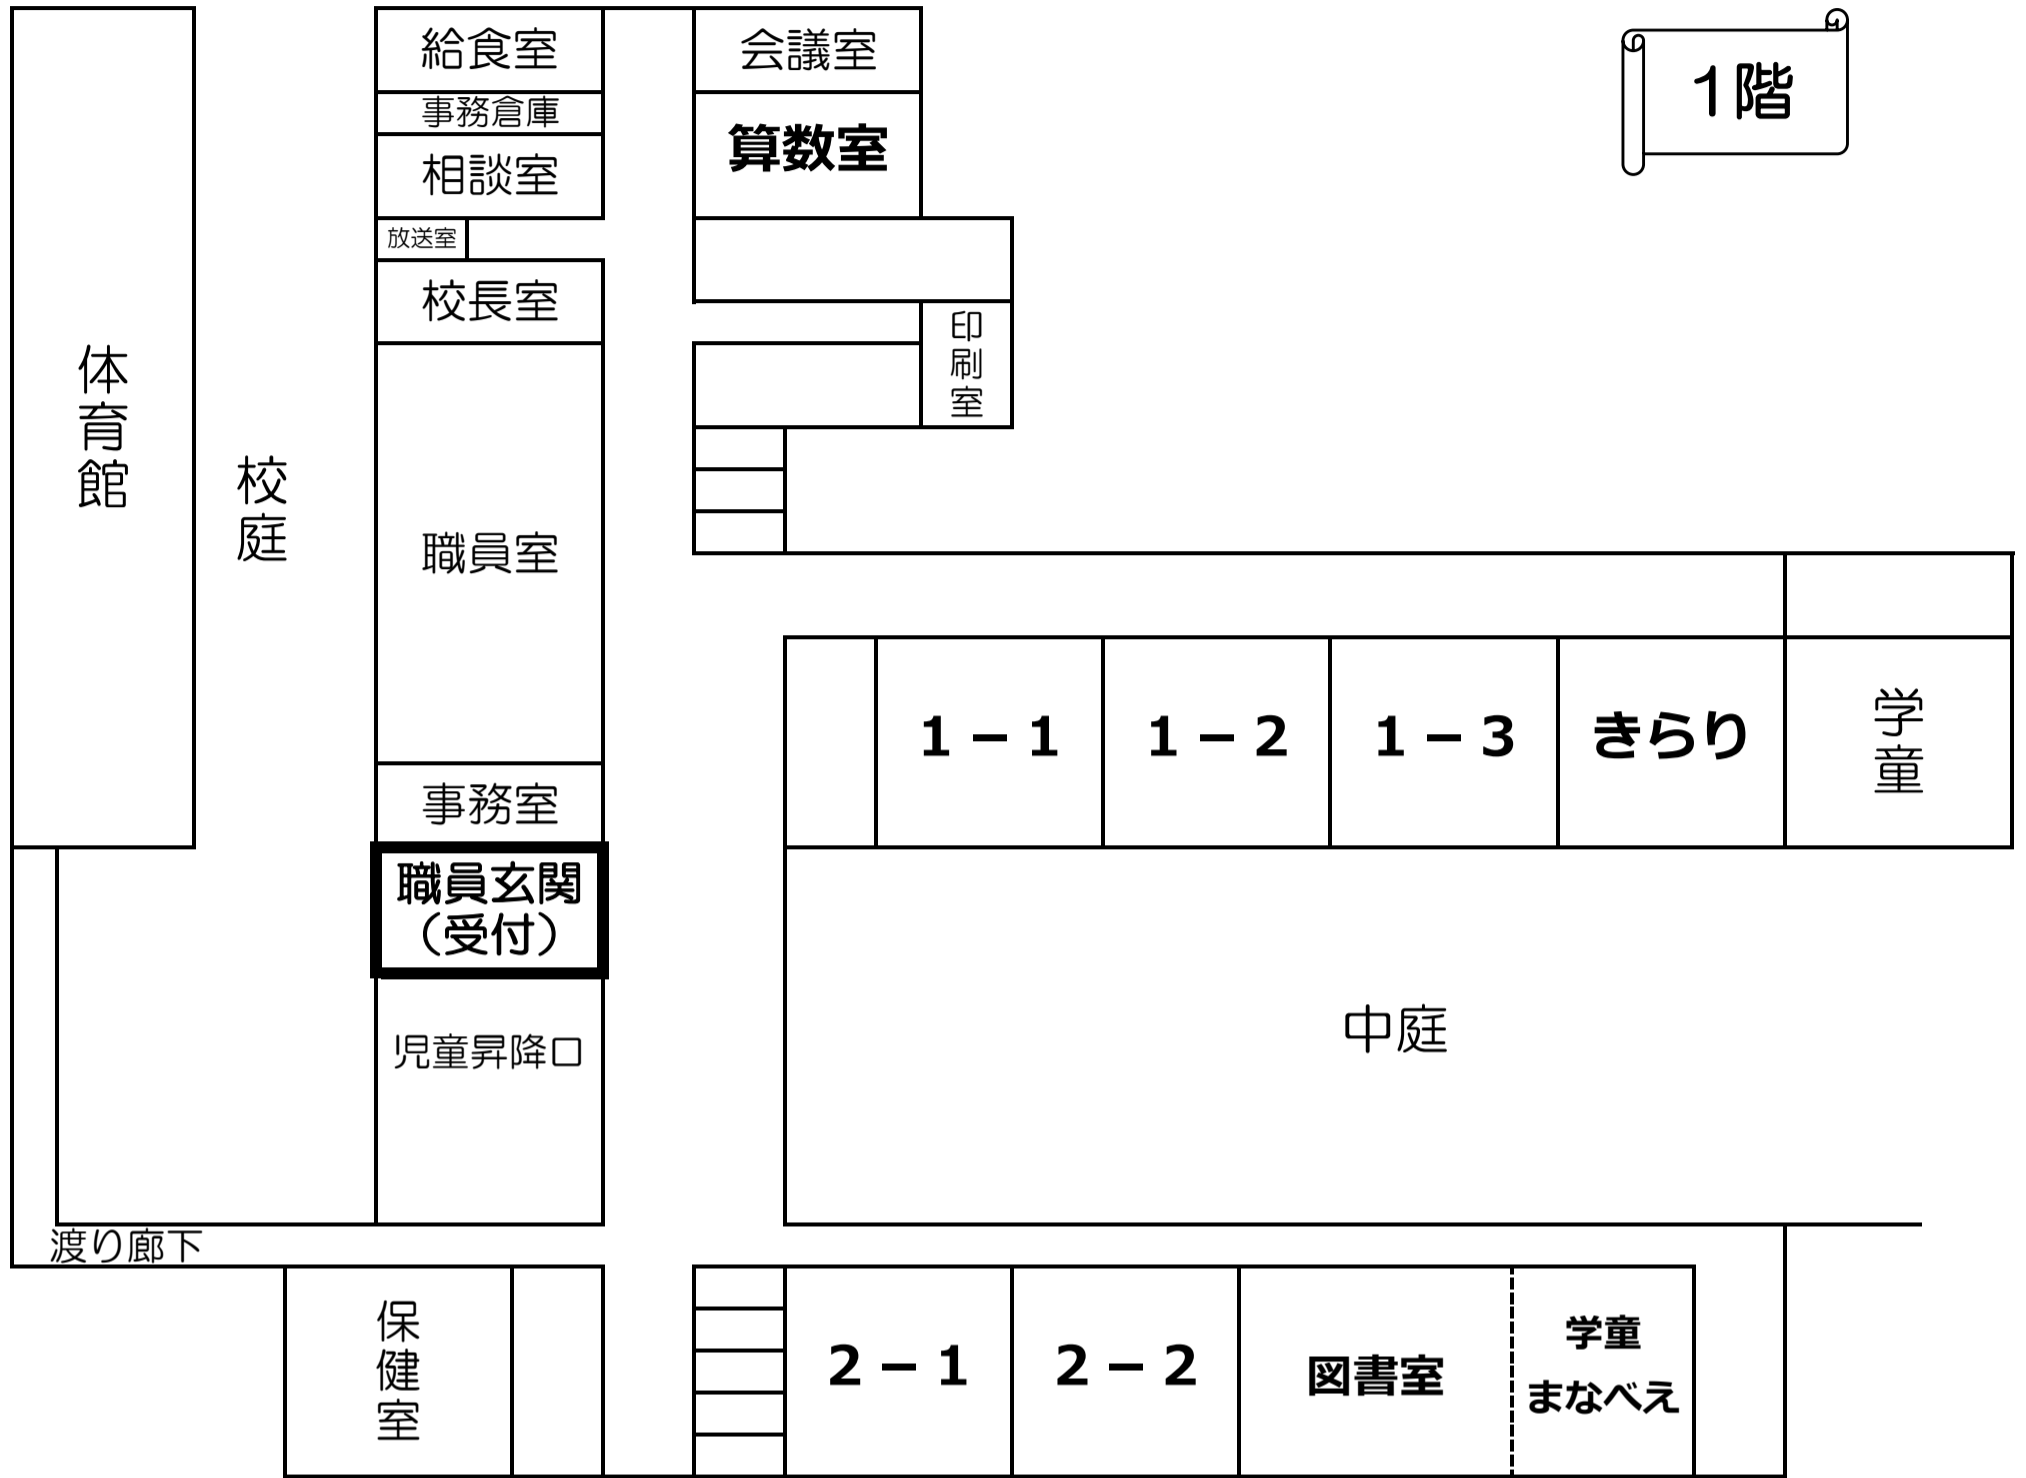 給食室
会議室
1階
事務倉庫
算数室
相談室
放送室
校長室
印刷室
体育館
校庭
職員室
1－1
1－2
1－3
きらり
学童
事務室
職員玄関
（受付）
中庭
児童昇降口
渡り廊下
保健室
2－1
2－2
図書室
学童
まなべえ